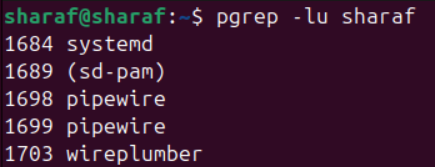 sharaf@sharaf:~$ pgrep -lu sharaf
1684 systemd
1689 (sd-pam)
1698 pipewire
1699 pipewire
1703 wireplumber